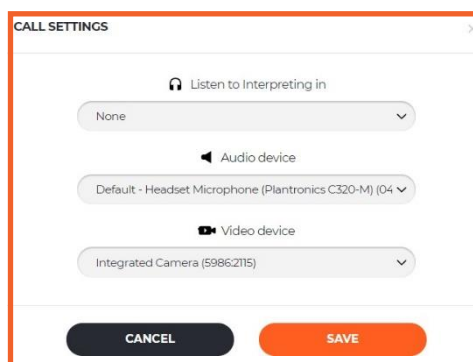 CALL SETTINGS
Listen to Interpreting in
None
Audio device
Default - Headset Microphone (Plantronics C320-M) (04
Video device
Integrated Camera (5986:2115)
CANCEL SAVE